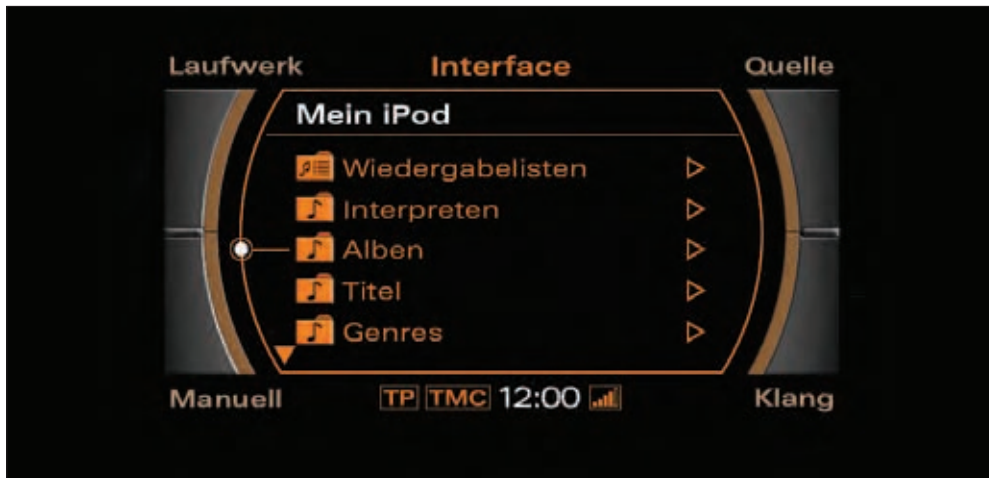 Laufwerk Interface Quelle
Mein iPod
Wiedergabelisten
Interpreten
Alben
Titel
Genres
Manuell TP TMC 12:00 Klang